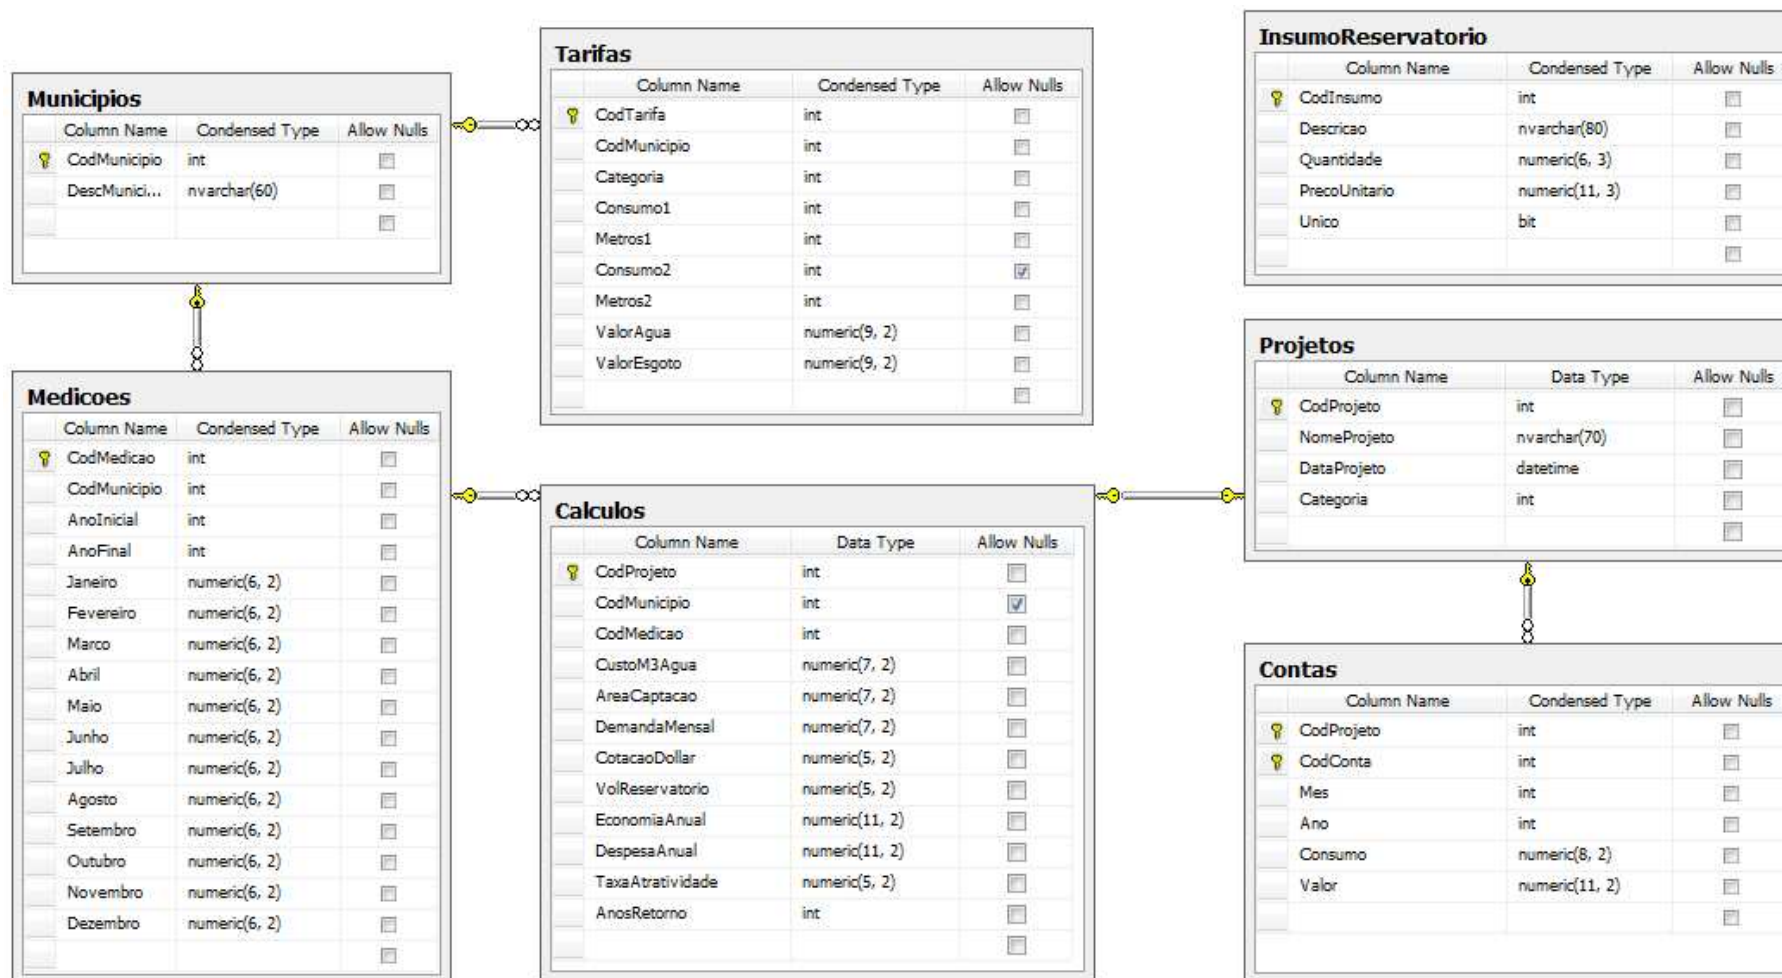 Municipios
Column Name Condensed Type Allow Nulls
CodMunicipio int
DescMunici... nvarchar(60)
Medicoes
Column Name Condensed Type Allow Nulls
CodMedicao int
CodMunicipio int
AnoInicial int
AnoFinal int
Janeiro numeric(6, 2)
Fevereiro numeric(6, 2)
Marco numeric(6, 2)
Abril numeric(6, 2)
Maio numeric(6, 2)
Junho numeric(6, 2)
Julho numeric(6, 2)
Agosto numeric(6, 2)
Setembro numeric(6, 2)
Outubro numeric(6, 2)
Novembro numeric(6, 2)
Dezembro numeric(6, 2)
Tarifas
Column Name Condensed Type Allow Nulls
CodTarifa int
CodMunicipio int
Categoria int
Consumo1 int
Metros1 int
Consumo2 int
Metros2 int
ValorAgua numeric(9, 2)
ValorEsgoto numeric(9, 2)
Calculos
Column Name Data Type Allow Nulls
CodProjeto int
CodMunicipio int
CodMedicao int
CustoM3Agua numeric(7, 2)
AreaCaptacao numeric(7, 2)
DemandaMensal numeric(7, 2)
CotacaoDollar numeric(5, 2)
VolReservatorio numeric(5, 2)
EconomiaAnual numeric(11, 2)
DespesaAnual numeric(11, 2)
TaxaAtratividade numeric(5, 2)
AnosRetorno int
InsumoReservatorio
Column Name Condensed Type Allow Nulls
CodInsumo int
Descricao nvarchar(80)
Quantidade numeric(6, 3)
PrecoUnitario numeric(11, 3)
Unico bit
Projetos
Column Name Data Type Allow Nulls
CodProjeto int
NomeProjeto nvarchar(70)
DataProjeto datetime
Categoria int
Contas
Column Name Condensed Type Allow Nulls
CodProjeto int
CodConta int
Mes int
Ano int
Consumo numeric(8, 2)
Valor numeric(11, 2)